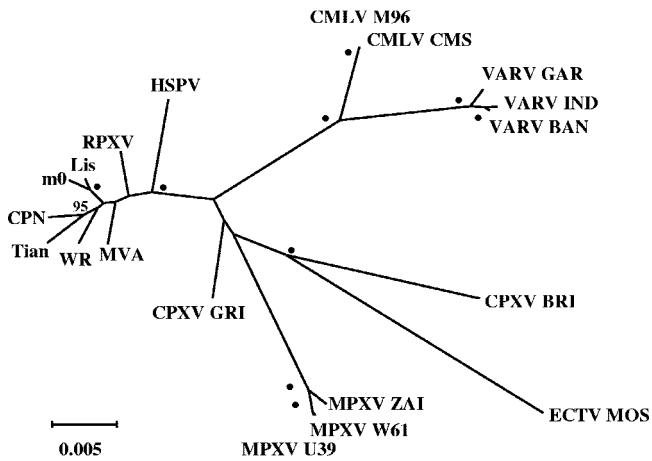 CMLV M96
CMLV CMS
VARV GAR
HSPV
VARV IND
VARV BAN
RPXV
Lis
m0
95
CPN
Tian
WR
MVA
CPXV GRI
CPXV BRI
MPXV ZAI
ECTV MOS
MPXV W61
0.005
MPXV U39